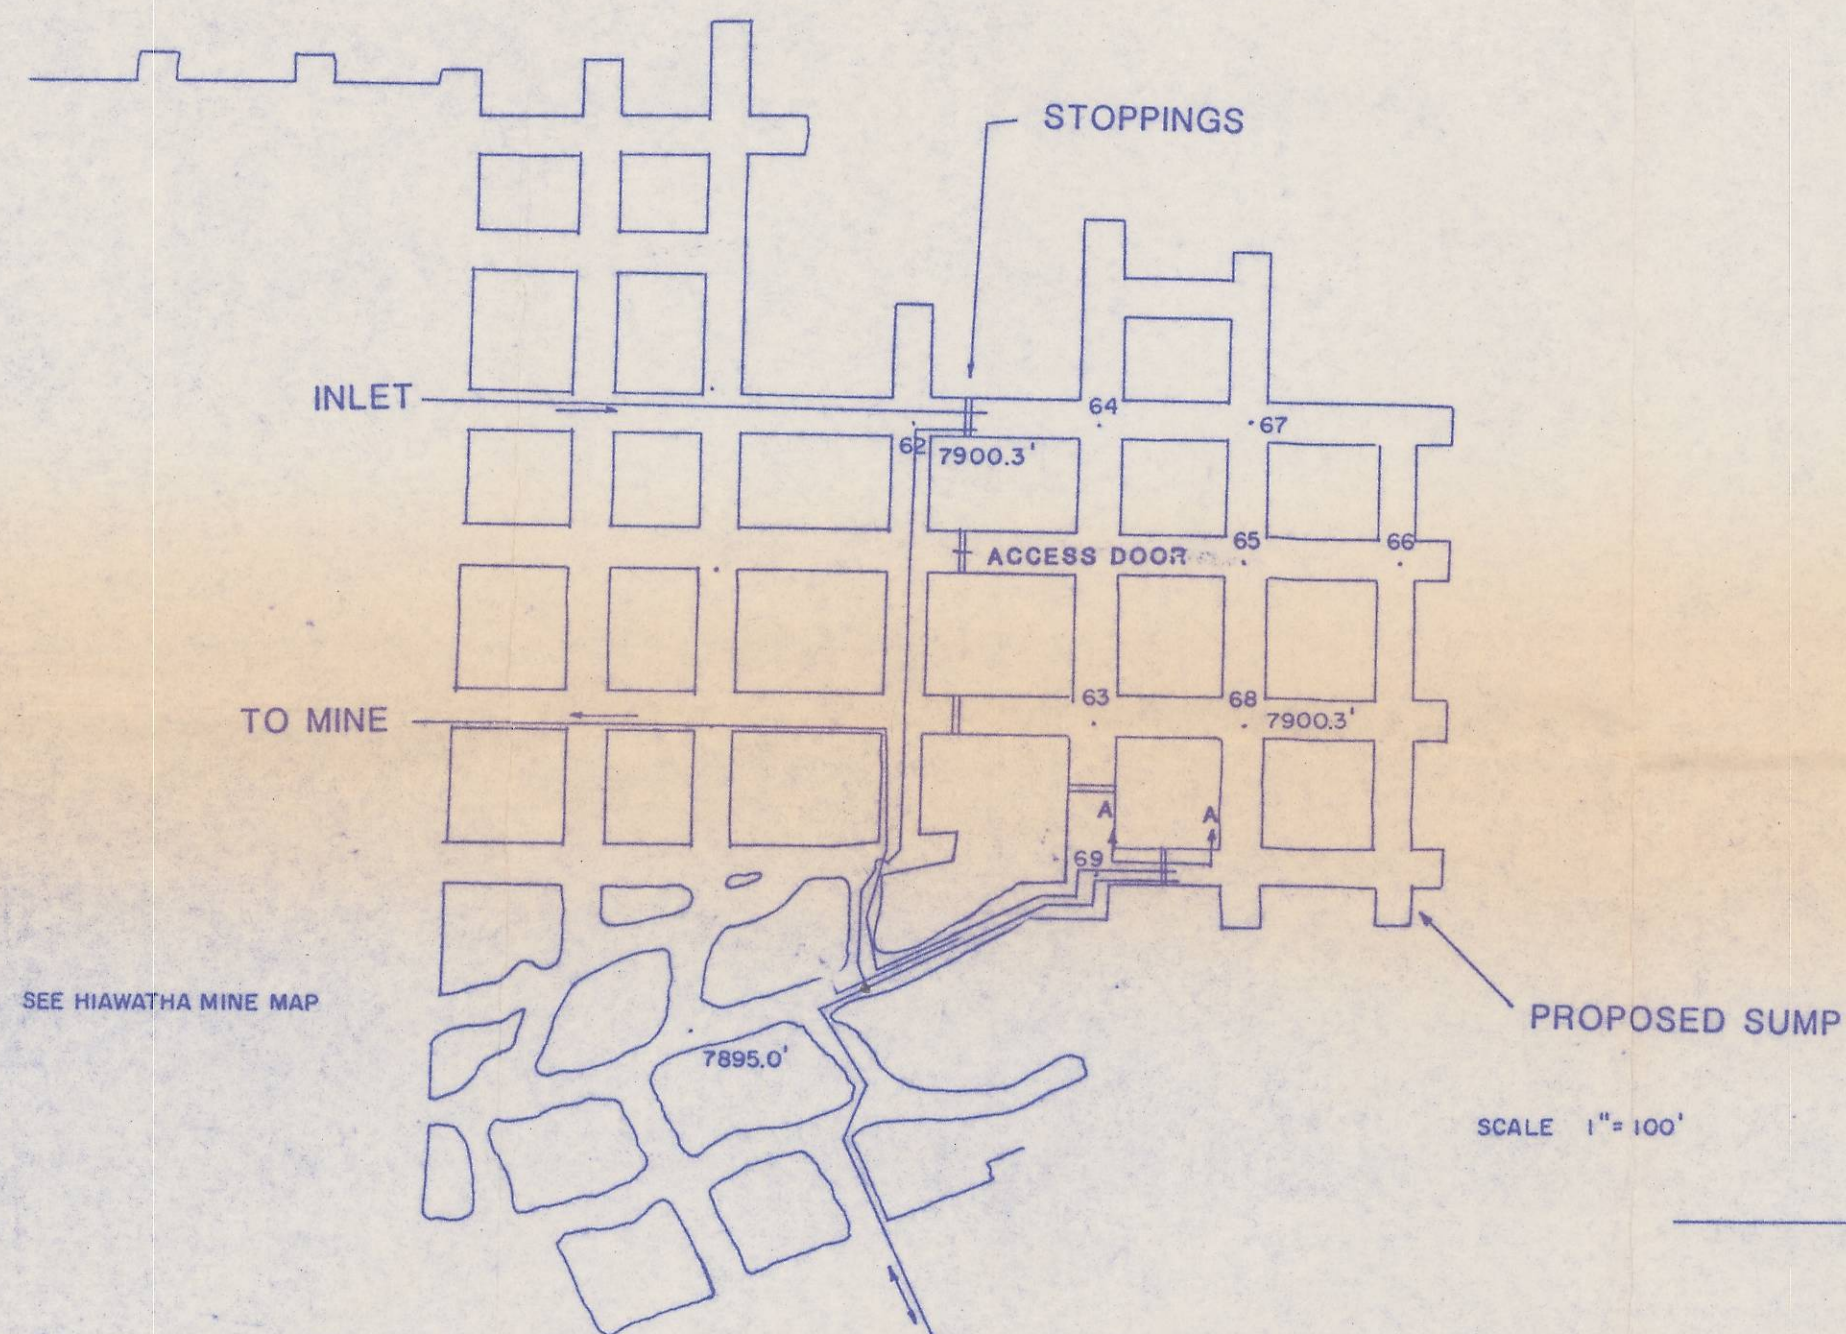 STOPPINGS
INLET
64
67
62
7900.3'
65
66
ACCESS DOOR
63
68
TO MINE
7900.3'
A
A
69
SEE HIAWATHA MINE MAP
PROPOSED SUMP
7895.0'
SCALE 1"=100'